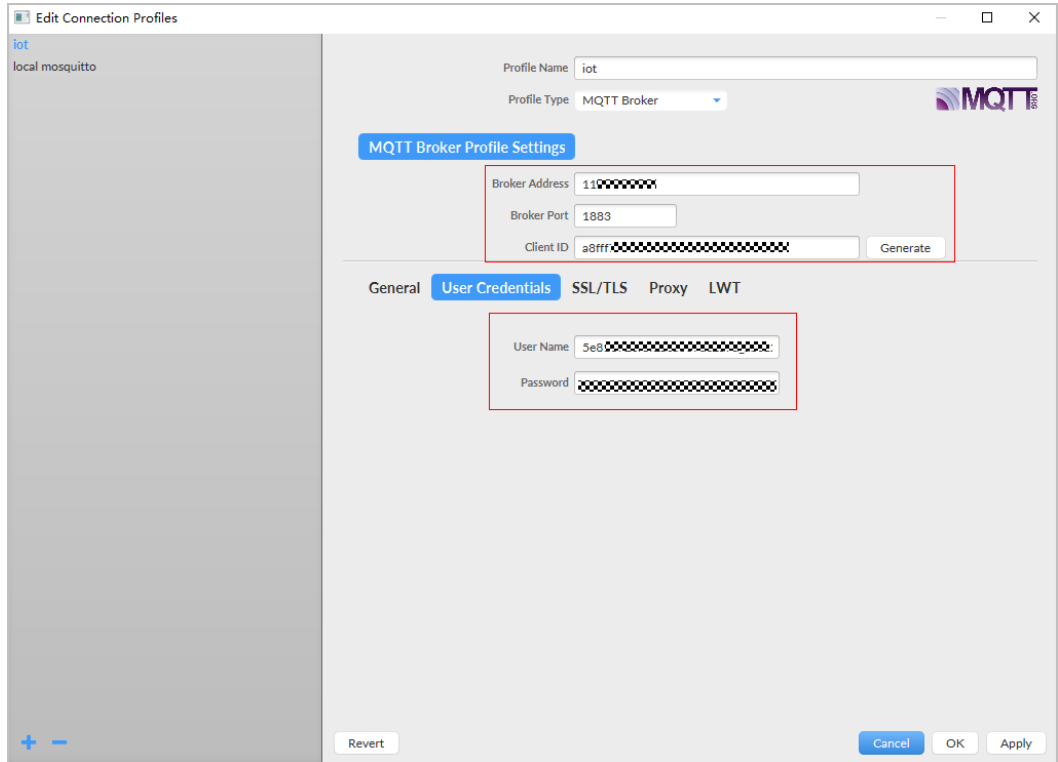 Edit Connection Profiles
iot
local mosquitto
Profile Name iot
Profile Type MQTT Broker
MQTT
MQTT Broker Profile Settings
Broker Address 11
Broker Port 1883
Client ID a8fff
Generate
General User Credentials SSL/TLS Proxy LWT
User Name 5e8
Password
Revert Cancel OK Apply